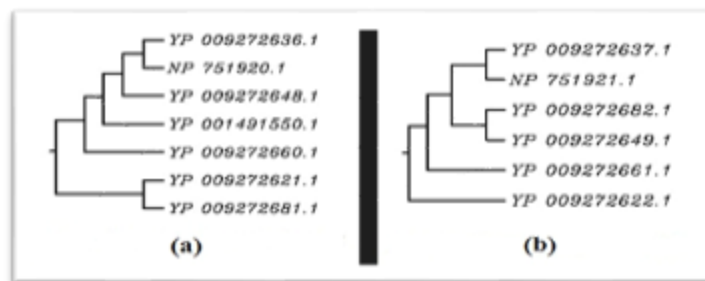 YP 009272636.1
NP 751920.1
YP 009272648.1
YP 001491550.1
YP 009272660.1
YP 009272621.1
YP 009272681.1
(a)
YP 009272637.1
NP 751921.1
YP 009272682.1
YP 009272649.1
YP 009272661.1
YP 009272622.1
(b)